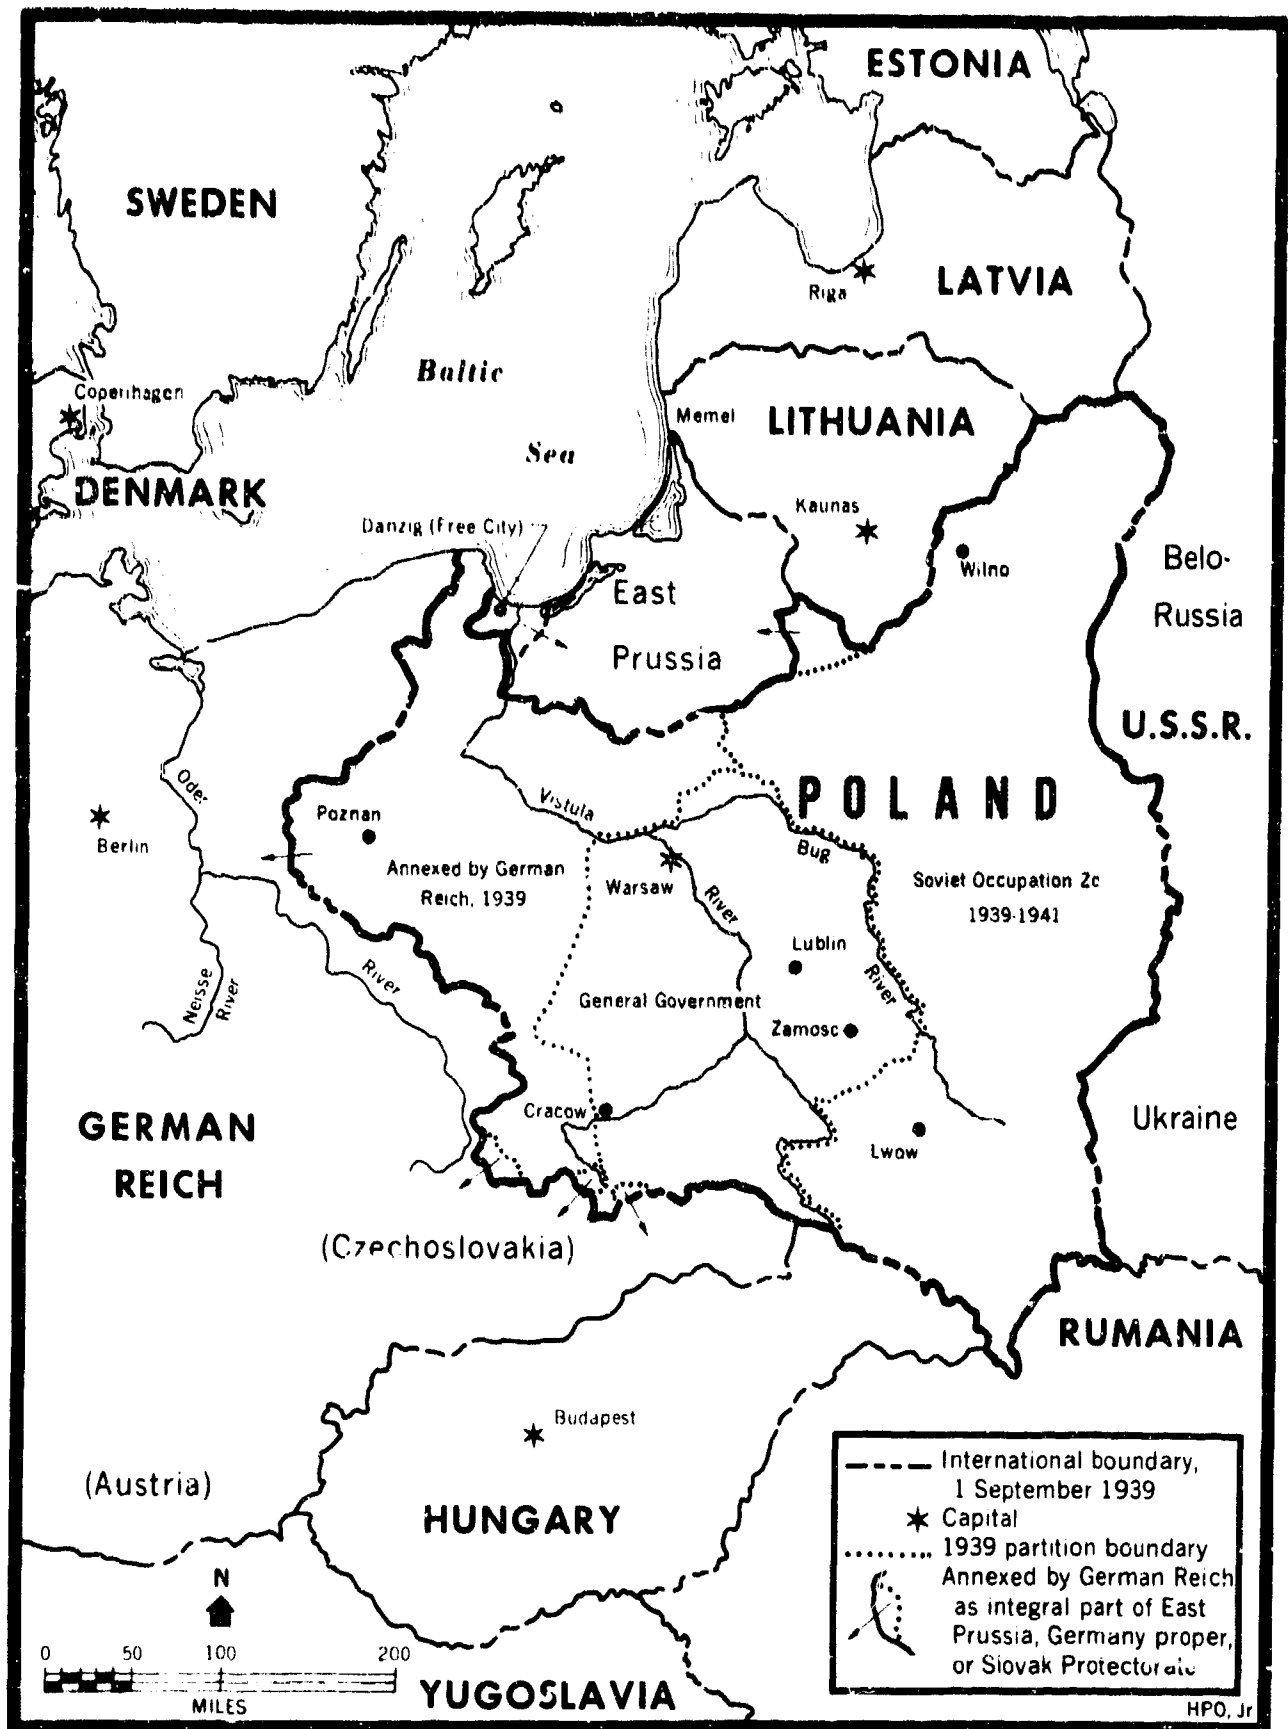 ESTONIA
SWEDEN
LATVIA
Riga
Baltic
Sea
Copenhagen
DENMARK
Memel
LITHUANIA
Kaunas
Wilno
Danzig (Free City)
East
Prussia
Belo-
Russia
U.S.S.R.
POLAND
Oder
Berlin
Poznan
Vistula
Bug
Annexed by German
Reich, 1939
Warsaw
River
Soviet Occupation 2c
1939-1941
Lublin
River
River
Neisse
River
General Government
Zamosc
Cracow
Lwow
Ukraine
GERMAN
REICH
(Czechoslovakia)
RUMANIA
Budapest
(Austria)
HUNGARY
International boundary,
1 September 1939
Capital
1939 partition boundary
Annexed by German Reich
as integral part of East
Prussia, Germany proper,
or Slovak Protectorate
N
0 50 100 200
MILES
YUGOSLAVIA
HPO, Jr